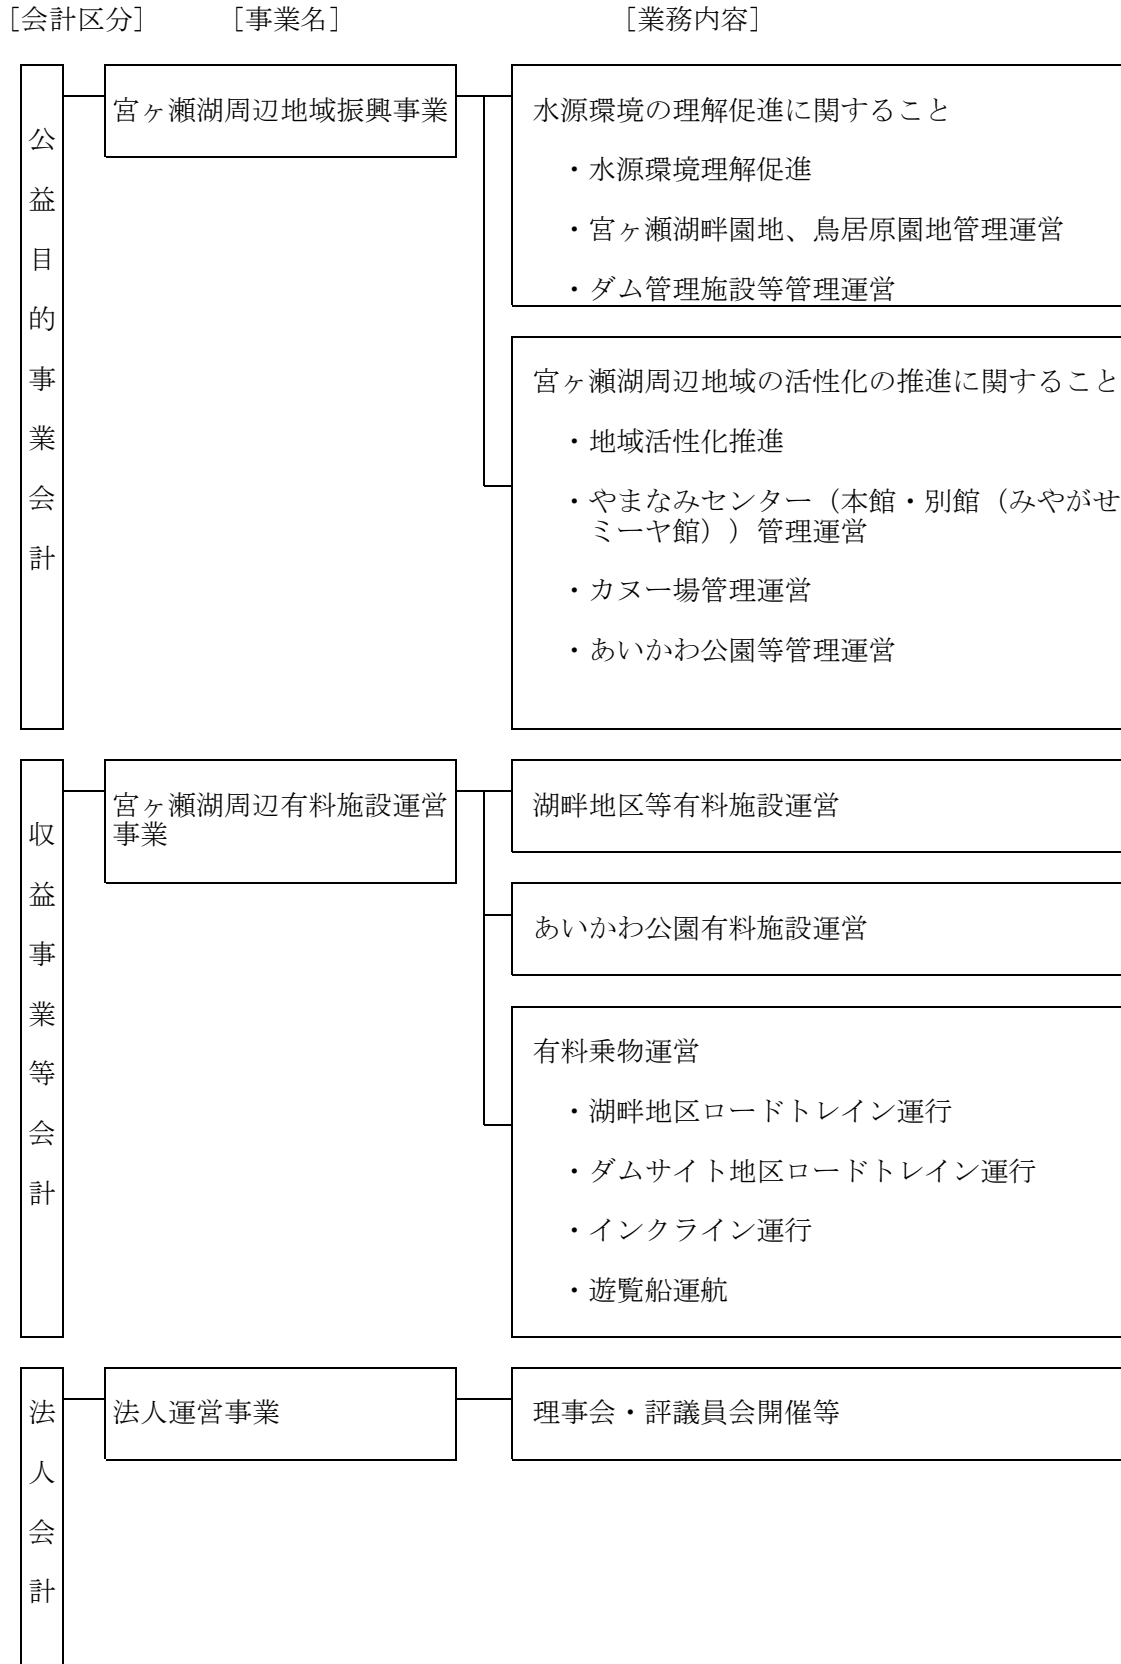 ［会計区分］　［事業名］　［業務内容］
公益目的事業会計
宮ヶ瀬湖周辺地域振興事業
水源環境の理解促進に関すること
・水源環境理解促進
・宮ヶ瀬湖畔園地、鳥居原園地管理運営
・ダム管理施設等管理運営
宮ヶ瀬湖周辺地域の活性化の推進に関すること
・地域活性化推進
・やまなみセンター（本館・別館（みやがせ
ミーヤ館））管理運営
・カヌー場管理運営
・あいかわ公園等管理運営
収益事業等会計
宮ヶ瀬湖周辺有料施設運営
事業
湖畔地区等有料施設運営
あいかわ公園有料施設運営
有料乗物運営
・湖畔地区ロードトレイン運行
・ダムサイト地区ロードトレイン運行
・インクライン運行
・遊覧船運航
法人会計
法人運営事業
理事会・評議員会開催等